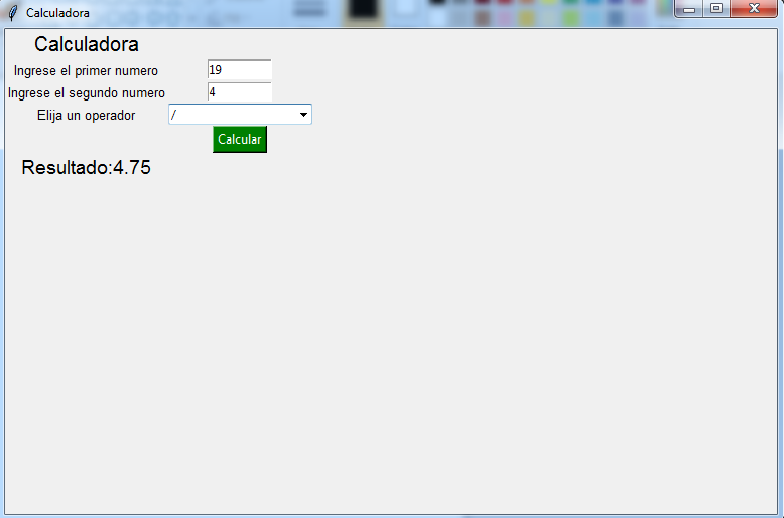 Calculadora
Calculadora
Ingrese el primer numero 19
Ingrese el segundo numero 4
Elija un operador /
Calcular
Resultado:4.75